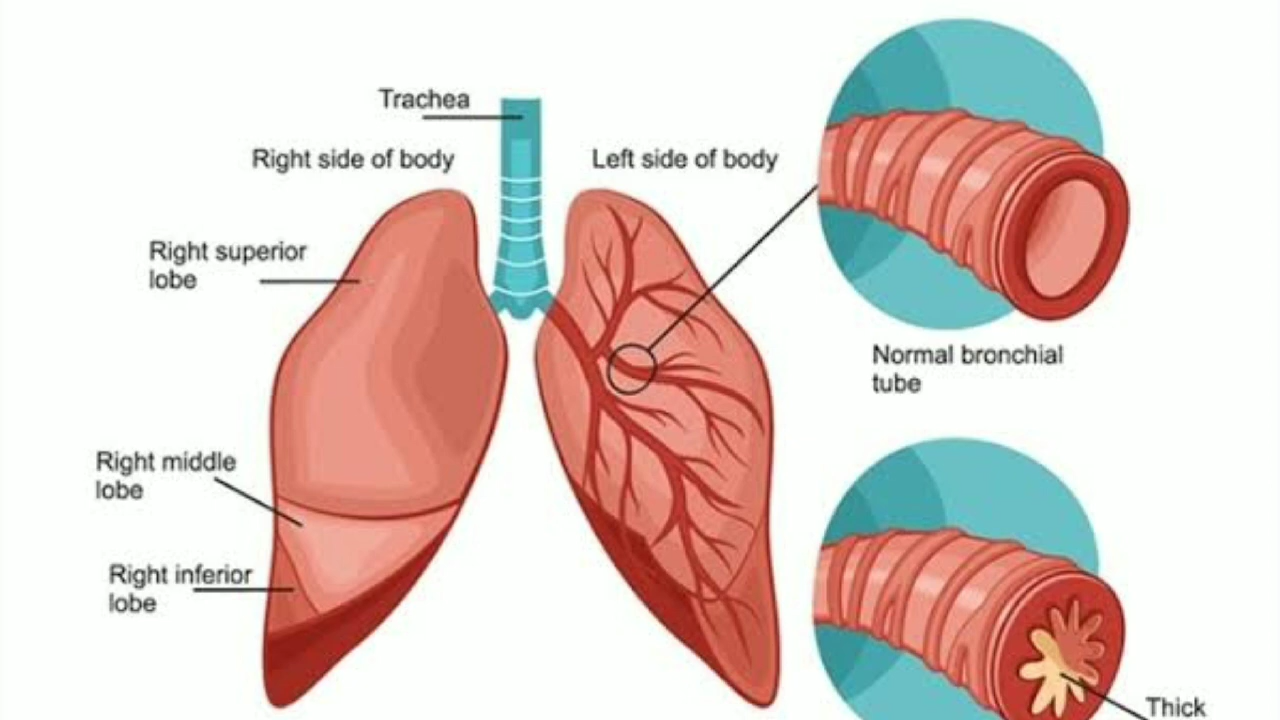 Trachea
Right side of body
Left side of body
Right superior
lobe
Normal bronchial
tube
Right middle
lobe
Right inferior
lobe
Thick